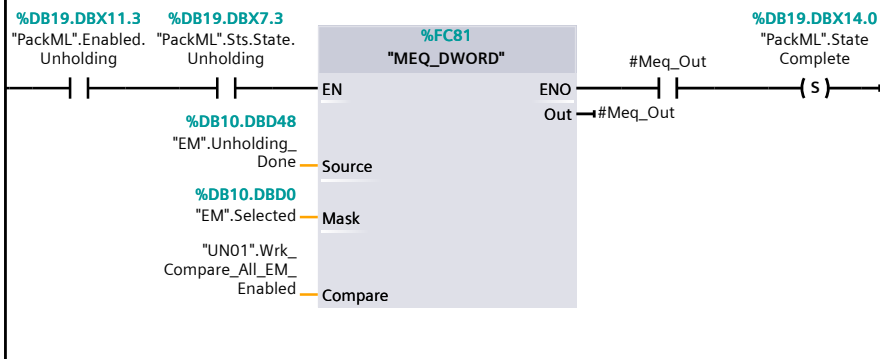 %DB19.DBX11.3
"PackML".Enabled.
Unholding
%DB19.DBX7.3
"PackML".Sts.State.
Unholding
%FC81
"MEQ_DWORD"
%DB19.DBX14.0
"PackML".State
Complete
#Meq_Out
S
EN
ENO
Out
#Meq_Out
%DB10.DBD48
"EM".Unholding_
Done
Source
%DB10.DBD0
"EM".Selected
Mask
"UN01".Wrk_
Compare_All_EM_
Enabled
Compare